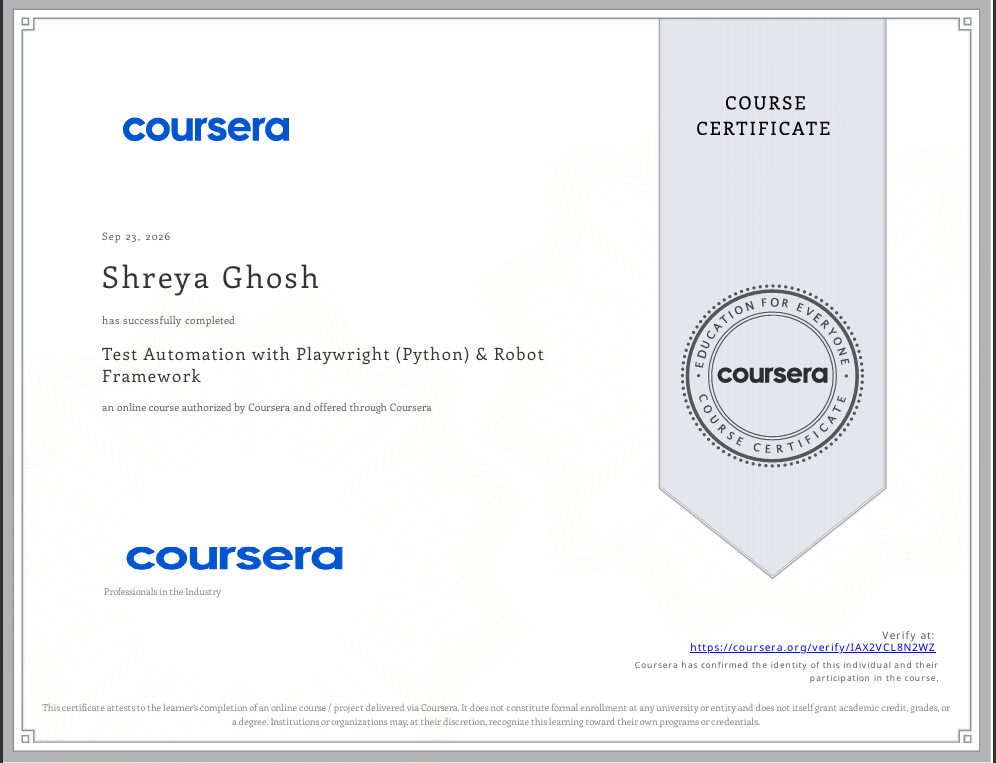 coursera
COURSE
CERTIFICATE
Sep 23, 2026
Shreya Ghosh
has successfully completed
Test Automation with Playwright (Python) & Robot
Framework
an online course authorized by Coursera and offered through Coursera
EDUCATION FOR EVERYONE
coursera
COURSE CERTIFICATE
coursera
Professionals in the Industry
Verify at:
https://coursera.org/verify/IAX2VCL8N2WZ
Coursera has confirmed the identity of this individual and their
participation in the course.
This certificate attests to the learner's completion of an online course / project delivered via Coursera. It does not constitute formal enrollment at any university or entity and does not itself grant academic credit, grades, or
a degree. Institutions or organizations may, at their discretion, recognize this learning toward their own programs or credentials.